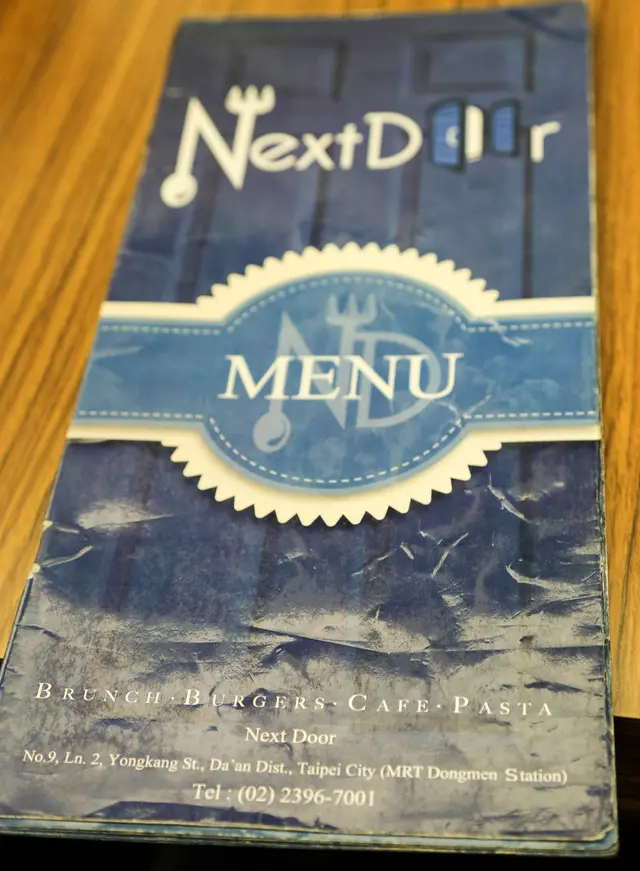 NextDoor
MENU
BRUNCH · BURGERS · CAFE · PASTA
Next Door
No.9, Ln. 2, Yongkang St., Da'an Dist., Taipei City (MRT Dongmen Station)
Tel : (02) 2396-7001